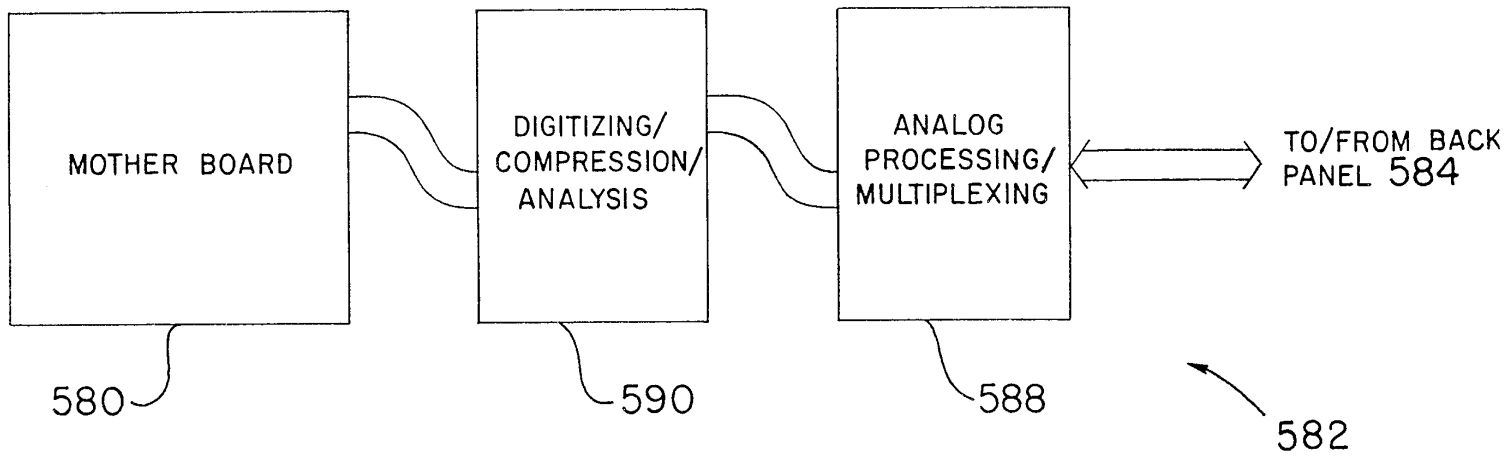 MOTHER BOARD
DIGITIZING/
COMPRESSION/
ANALYSIS
ANALOG
PROCESSING/
MULTIPLEXING
TO/FROM BACK
PANEL 584
580
590
588
582